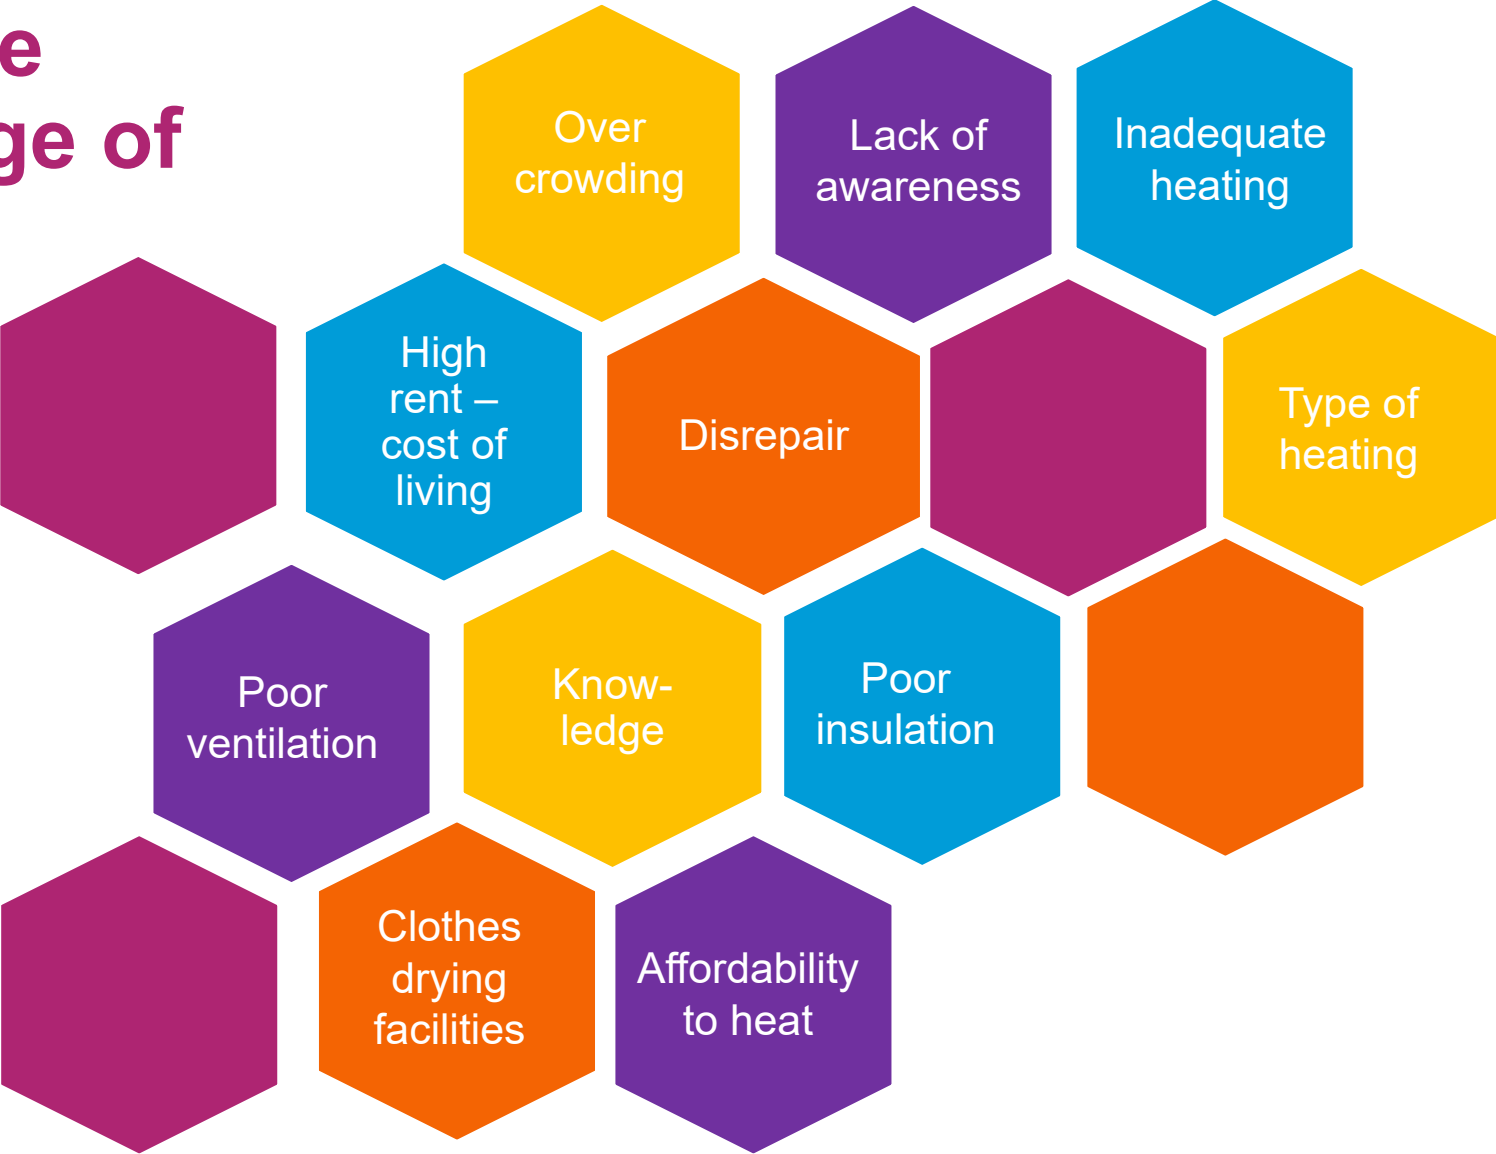 e
ge of
Over
crowding
Lack of
awareness
Inadequate
heating
High
rent –
cost of
living
Disrepair
Type of
heating
Poor
ventilation
Know-
ledge
Poor
insulation
Clothes
drying
facilities
Affordability
to heat